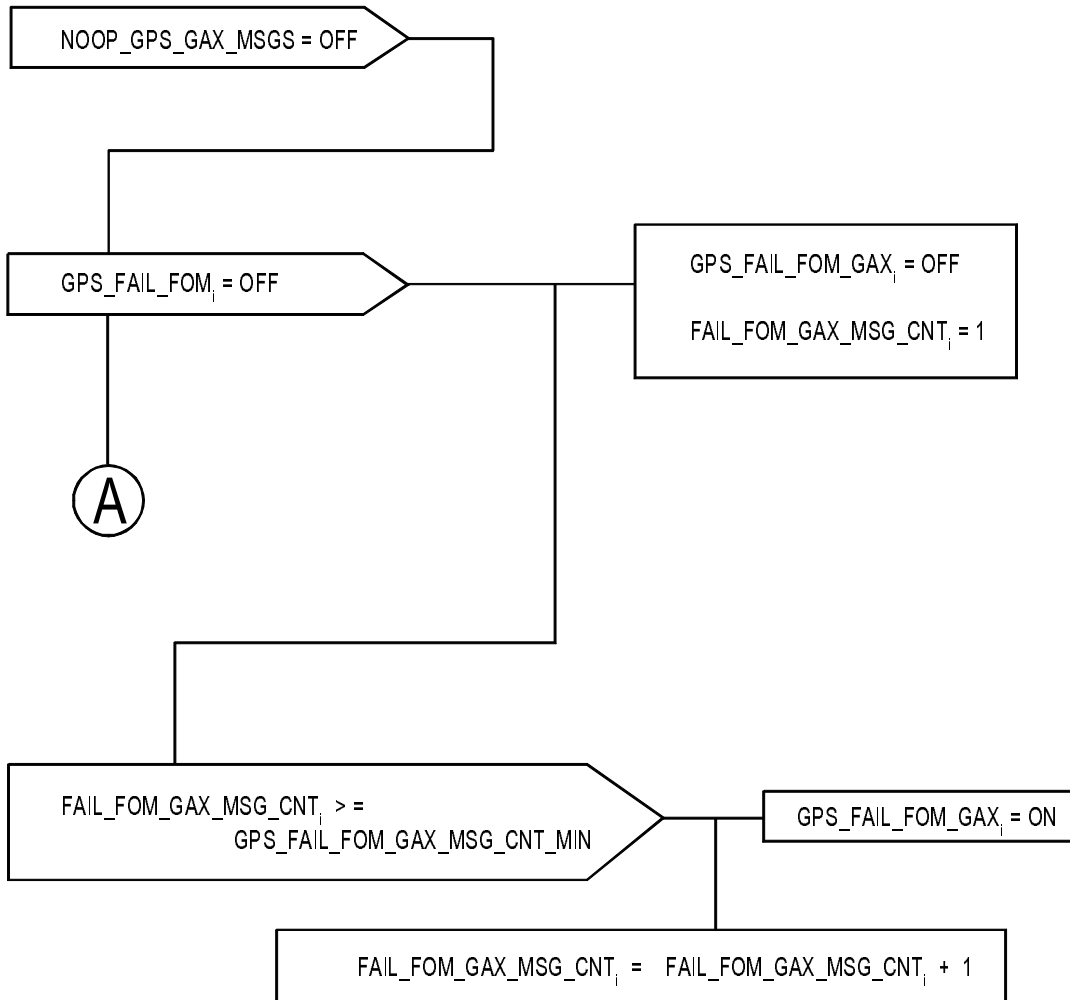 NOOP_GPS_GAX_MSGS = OFF
GPS_FAIL_FOMᵢ = OFF
GPS_FAIL_FOM_GAXᵢ = OFF
FAIL_FOM_GAX_MSG_CNTᵢ = 1
A
FAIL_FOM_GAX_MSG_CNTᵢ > =
GPS_FAIL_FOM_GAX_MSG_CNT_MIN
GPS_FAIL_FOM_GAXᵢ = ON
FAIL_FOM_GAX_MSG_CNTᵢ = FAIL_FOM_GAX_MSG_CNTᵢ + 1